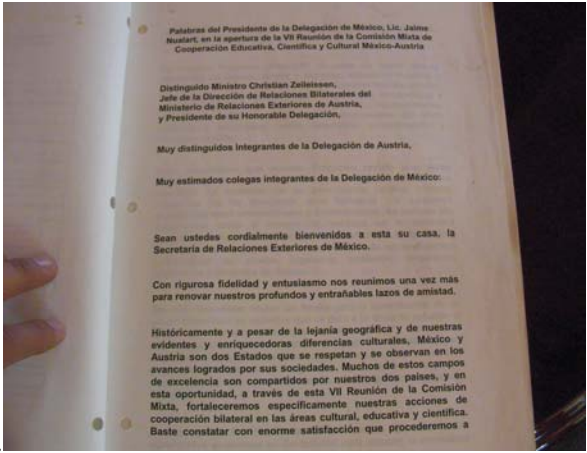 Palabras del Presidente de la Delegación de México, Lic. Jaime
Nualart, en la apertura de la VII Reunión de la Comisión Mixta de
Cooperación Educativa, Científica y Cultural México-Austria
Distinguido Ministro Christian Zeileissen,
Jefe de la Dirección de Relaciones Bilaterales del
Ministerio de Relaciones Exteriores de Austria,
y Presidente de su Honorable Delegación,
Muy distinguidos integrantes de la Delegación de Austria,
Muy estimados colegas integrantes de la Delegación de México:
Sean ustedes cordialmente bienvenidos a esta su casa, la
Secretaría de Relaciones Exteriores de México.
Con rigurosa fidelidad y entusiasmo nos reunimos una vez más
para renovar nuestros profundos y entrañables lazos de amistad.
Históricamente y a pesar de la lejanía geográfica y de nuestras
evidentes y enriquecedoras diferencias culturales, México y
Austria son dos Estados que se respetan y se observan en los
avances logrados por sus sociedades. Muchos de estos campos
de excelencia son compartidos por nuestros dos países, y en
esta oportunidad, a través de esta VII Reunión de la Comisión
Mixta, fortaleceremos específicamente nuestras acciones de
cooperación bilateral en las áreas cultural, educativa y científica.
Baste constatar con enorme satisfacción que procederemos a